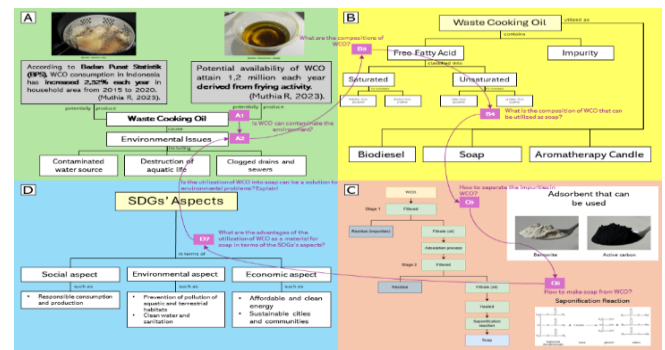 A
According to Badan Pusat Statistik
(BPS), WCO consumption in Indonesia
has increased 2,32% each year in
household area from 2015 to 2020.
(Muthia R, 2023).
Potential availability of WCO
attain 1,2 million each year
derived from frying activity.
(Muthia R, 2023).
potentially produce
potentially produce
Waste Cooking Oil
A1
cause
Is WCO can contaminate the
environment?
Environmental Issues
A2
including
Contaminated
water source
Destruction of
aquatic life
Clogged drains and
sewers
B
Waste Cooking Oil
utilized as
contains
What are the compositions of
WCO?
B3
Free Fatty Acid
Impurity
classified into
Saturated
Unsaturated
B4
What is the composition of WCO that can
be utilized as soap?
Biodiesel
Soap
Aromatherapy Candle
Is the utilization of WCO into soap can be a solution to
environmental problems? Explain!
D
SDGs' Aspects
D7
What are the advantages of the
utilization of WCO as a material for
soap in terms of the SDGs's aspects?
in terms of
Social aspect
Environmental aspect
Economic aspect
such as
such as
such as
• Responsible consumption
and production
• Prevention of pollution of
aquatic and terrestrial
habitats
• Clean water and
sanitation
• Affordable and clean
energy
• Sustainable cities
and communities
C
How to separate the impurities in
WCO?
WCO
Stage 1
Filtered
Residue (impurities)
Filtrate (oil)
Adsorption process
Stage 2
Filtered
Residue
Filtrate (oil)
Heated
Saponification
reaction
Soap
Adsorbent that can
be used
Bentonite
Active carbon
How to make soap from WCO?
Saponification Reaction